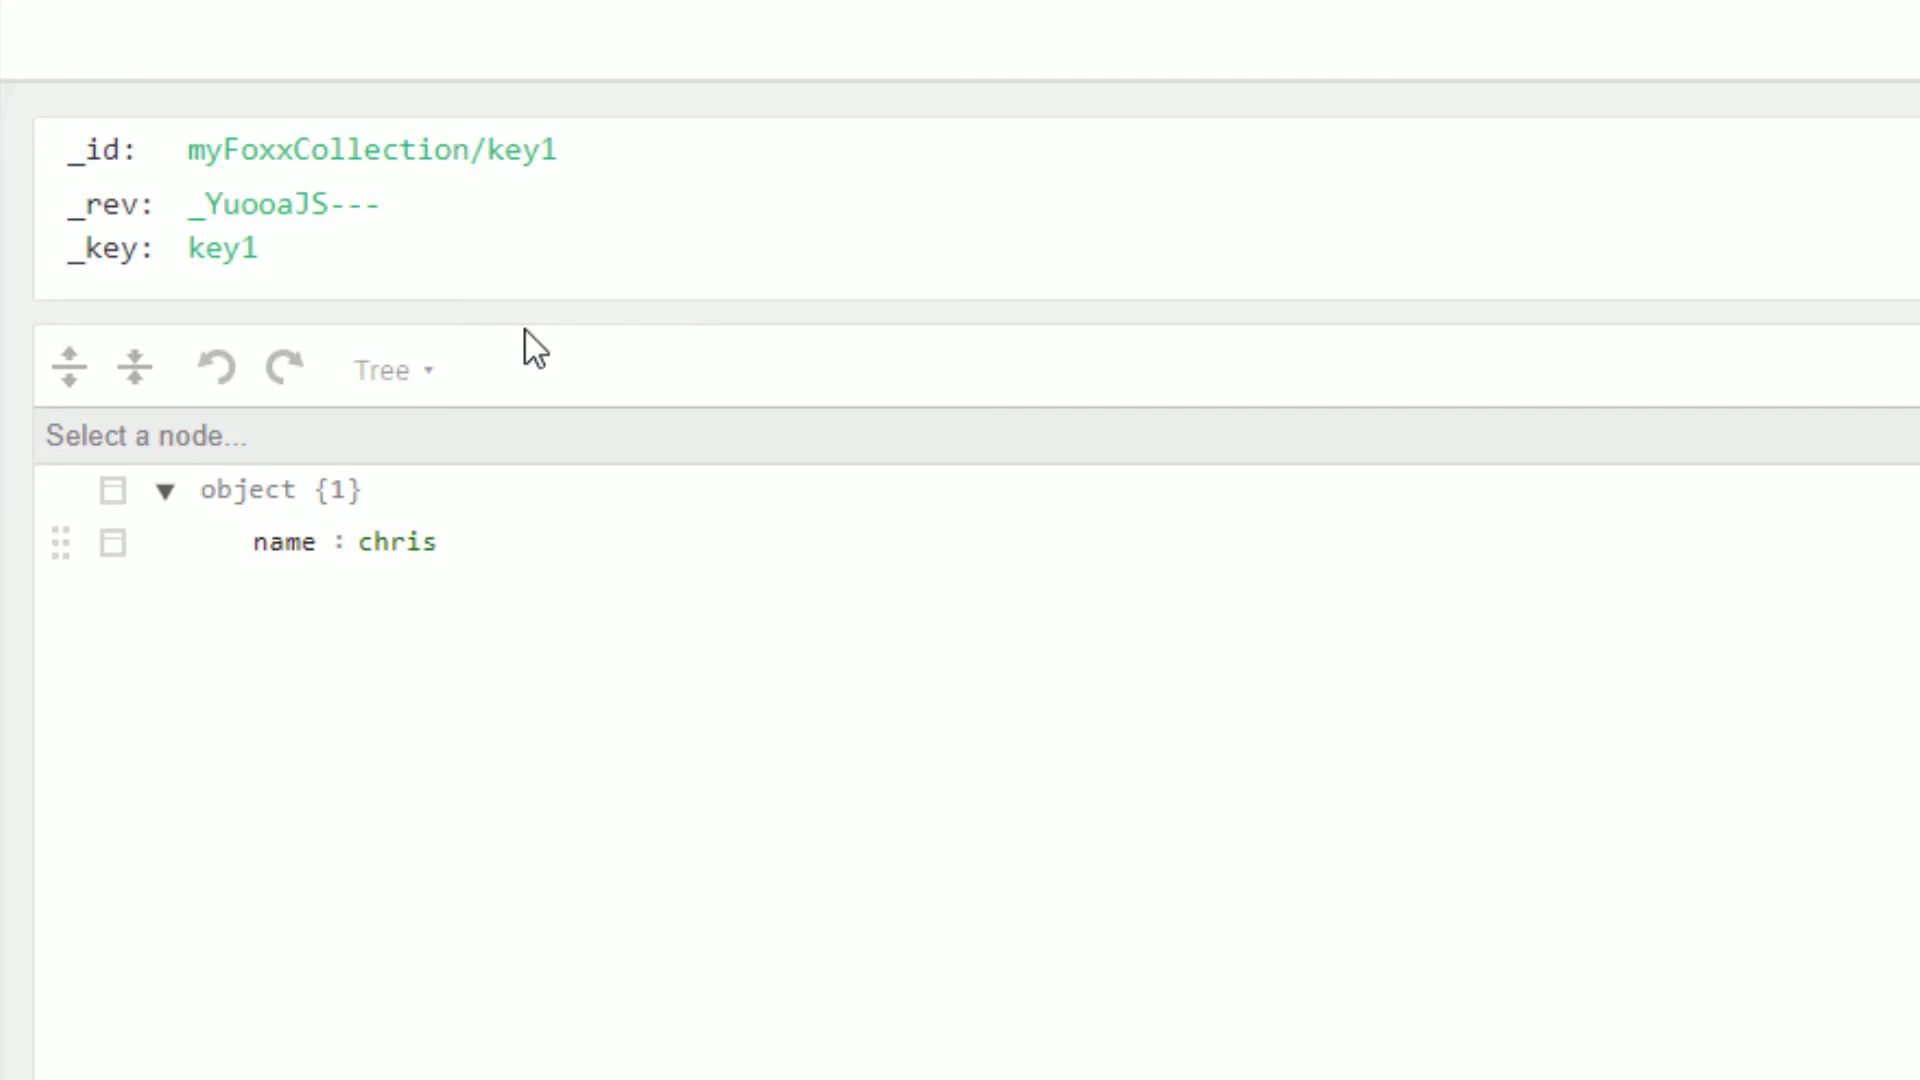 _id: myFoxxCollection/key1
_rev: _YuooaJS---
_key: key1
Tree
Select a node...
object {1}
name : chris